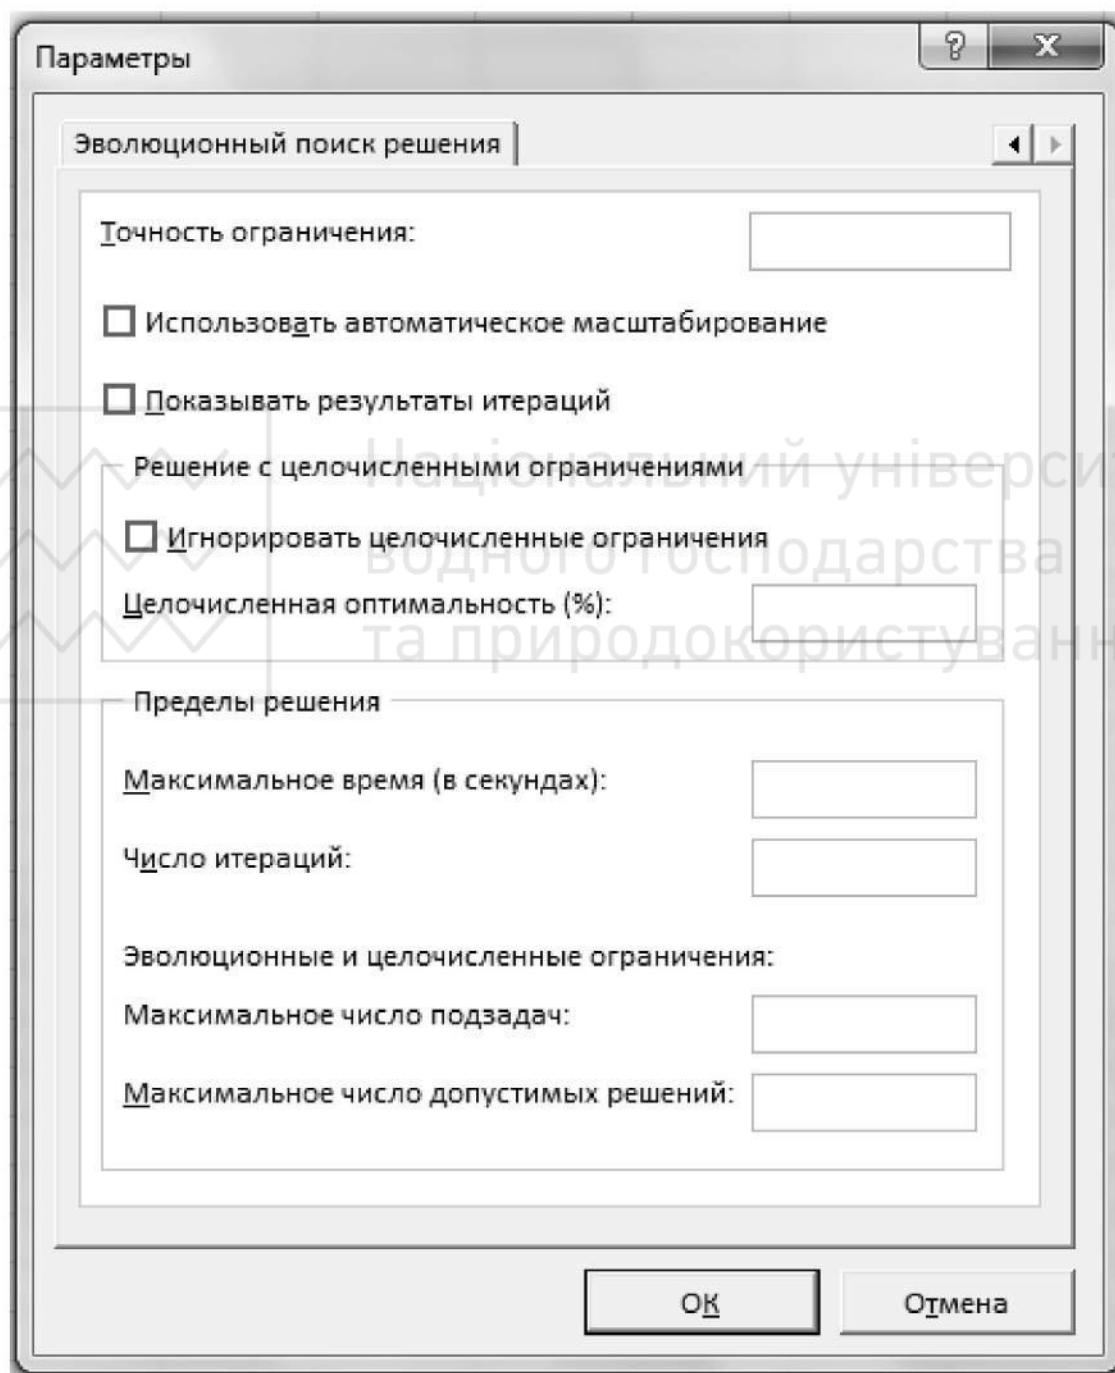 Параметры
Эволюционный поиск решения
Точность ограничения:
Использовать автоматическое масштабирование
Показывать результаты итераций
Національний універси
Решение с целочисленными ограничениями
Игнорировать целочисленные ограничения
водного господарства
Целочисленная оптимальность (%):
та природокористуванн
Пределы решения
Максимальное время (в секундах):
Число итераций:
Эволюционные и целочисленные ограничения:
Максимальное число подзадач:
Максимальное число допустимых решений:
ОК
Отмена